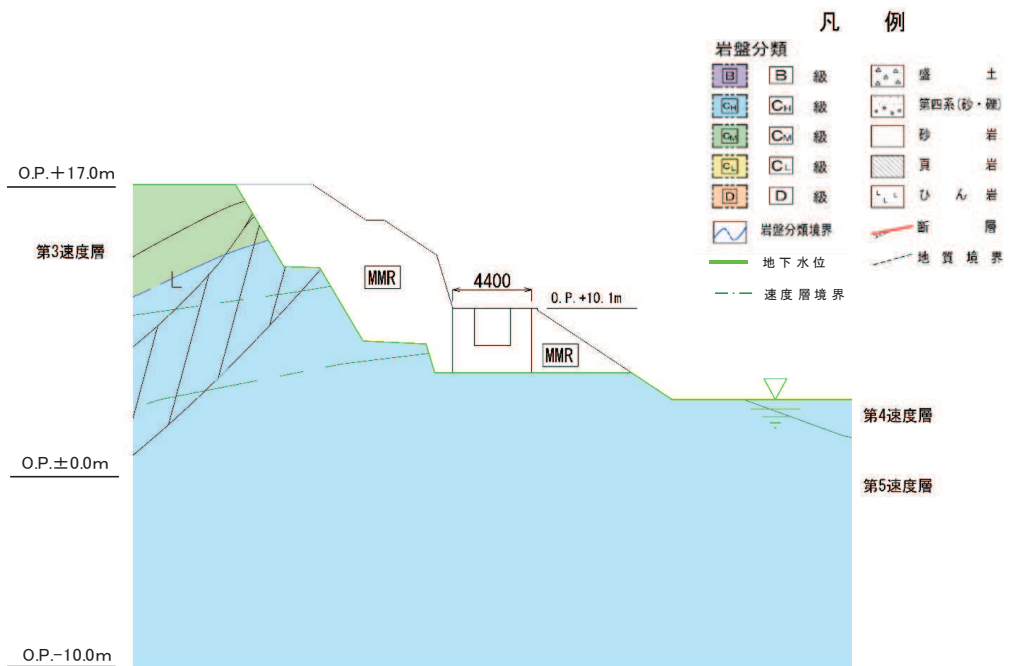 凡 例
岩盤分類
B B 級
CH CH 級
CM CM 級
CL CL 級
D D 級
岩盤分類境界
地下水位
速度層境界
盛 土
第四系(砂・礫)
砂 岩
頁 岩
ひ ん 岩
断 層
地 質 境 界
O.P.+17.0m
第3速度層
L
MMR
4400
O.P.+10.1m
MMR
第4速度層
O.P.±0.0m
第5速度層
O.P.-10.0m